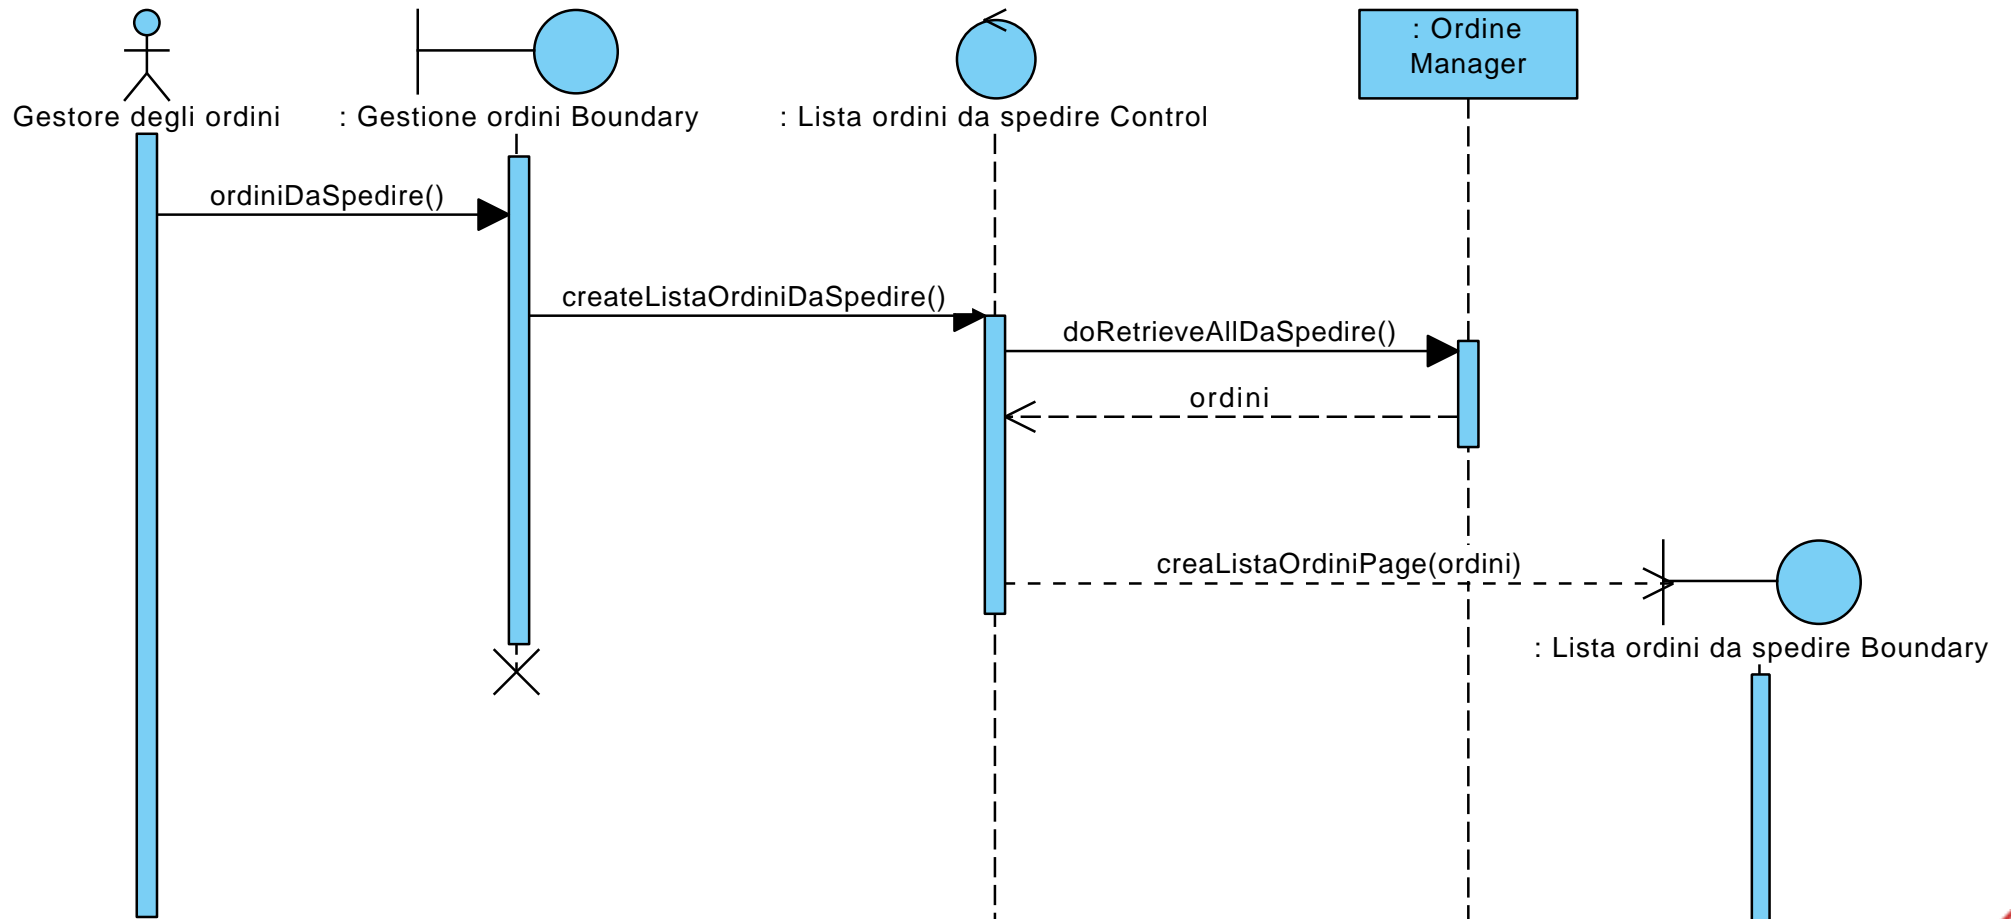 : Ordine
Manager
Gestore degli ordini
: Gestione ordini Boundary
: Lista ordini da spedire Control
ordiniDaSpedire()
createListaOrdiniDaSpedire()
doRetrieveAllDaSpedire()
ordini
creaListaOrdiniPage(ordini)
: Lista ordini da spedire Boundary